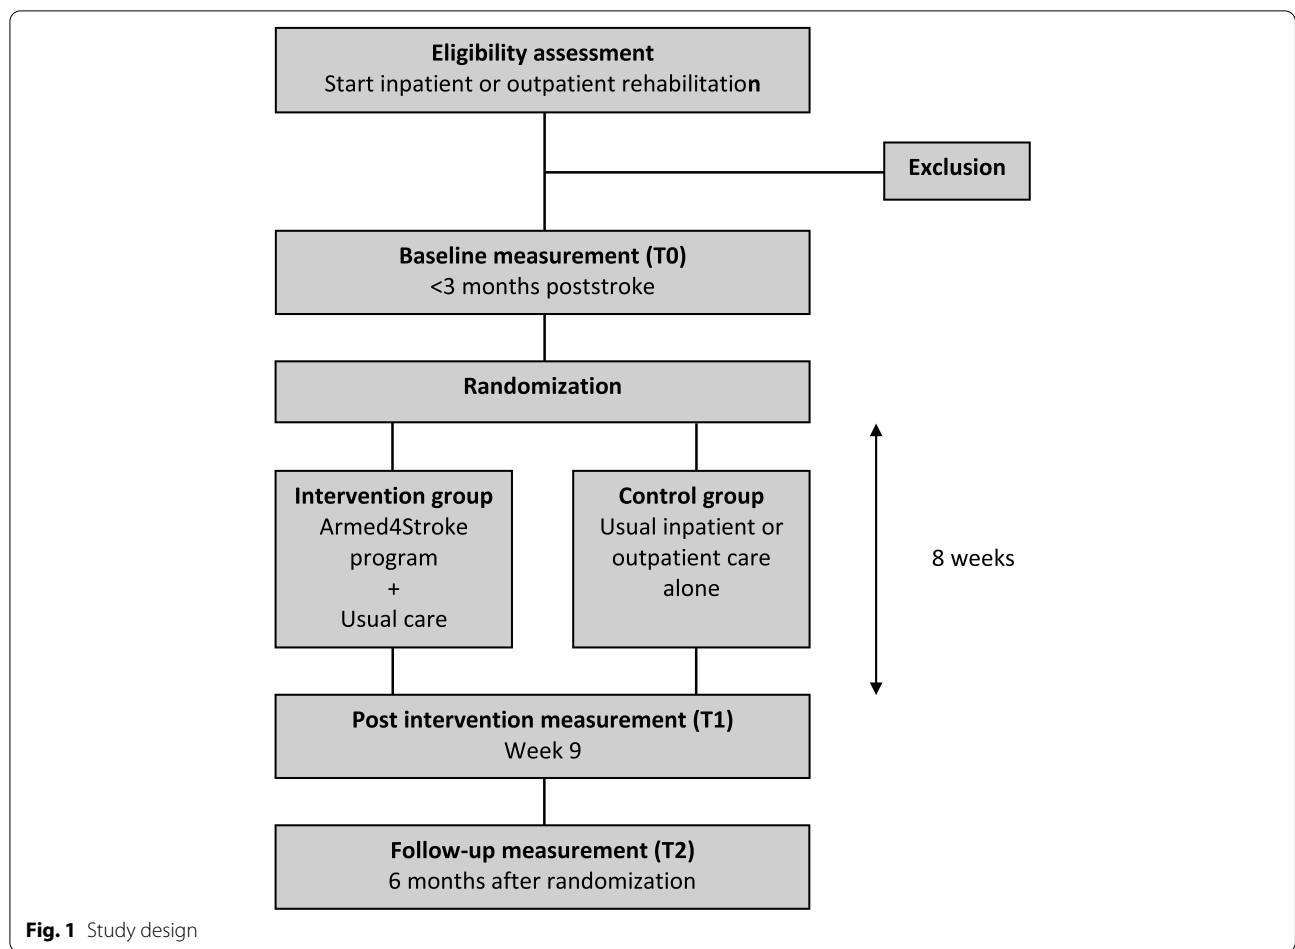 Eligibility assessment
Start inpatient or outpatient rehabilitation
Exclusion
Baseline measurement (T0)
<3 months poststroke
Randomization
Intervention group
Armed4Stroke
program
+
Usual care
Control group
Usual inpatient or
outpatient care
alone
8 weeks
Post intervention measurement (T1)
Week 9
Follow-up measurement (T2)
6 months after randomization
Fig. 1 Study design